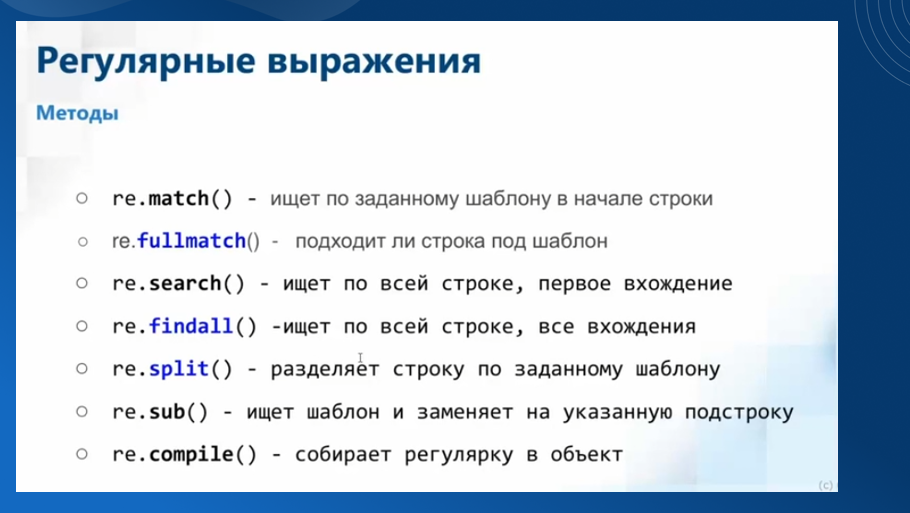 Регулярные выражения
Методы
○ re.match() - ищет по заданному шаблону в начале строки
○ re.fullmatch() - подходит ли строка под шаблон
○ re.search() - ищет по всей строке, первое вхождение
○ re.findall() -ищет по всей строке, все вхождения
○ re.split() - разделяет строку по заданному шаблону
○ re.sub() - ищет шаблон и заменяет на указанную подстроку
○ re.compile() - собирает регулярку в объект
(c)